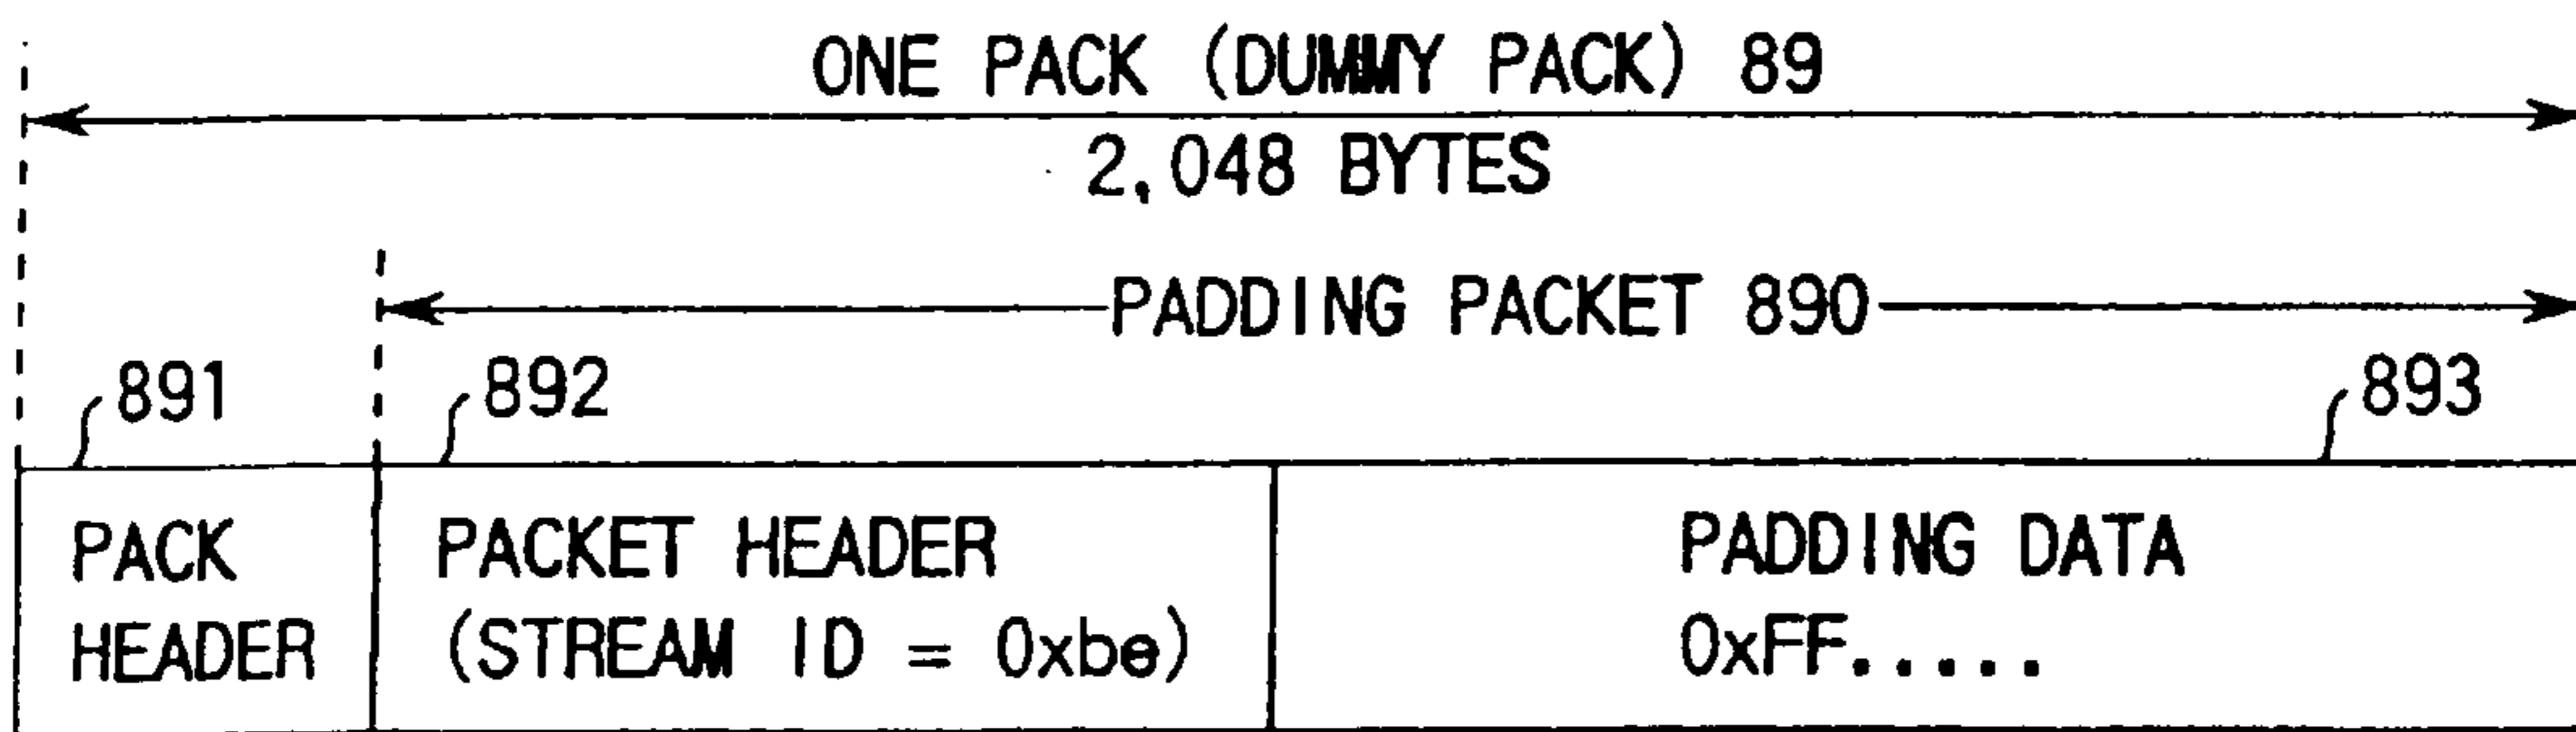 ONE PACK (DUMMY PACK) 89
2,048 BYTES
PADDING PACKET 890
891
892
893
PACK
HEADER
PACKET HEADER
(STREAM ID = 0xbe)
PADDING DATA
0xFF.....